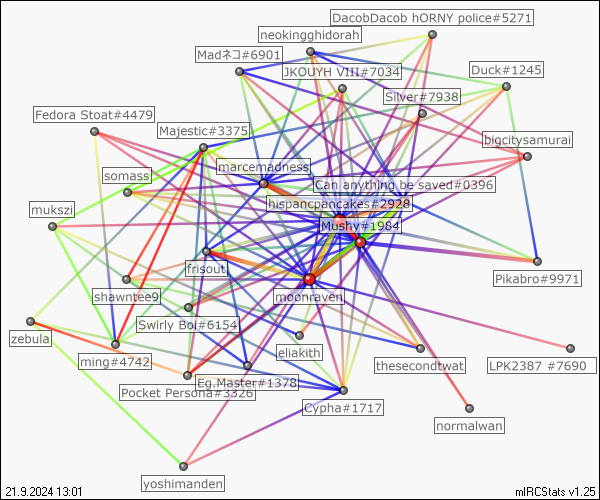 DacobDacob hORNY police#5271
neokingghidorah
Madネコ#6901
JKOUYH VIII#7034
Duck#1245
Silver#7938
Fedora Stoat#4479
Majestic#3375
bigcitysamurai
marcemadness
somass
Can anything be saved#0396
hispancpancakes#2928
mukszi
Mushy#1984
frisout
Pikabro#9971
shawntee9
moonraven
Swirly Boi#6154
zebula
eliakith
ming#4742
thesecondtwat
LPK2387 #7690
Eg.Master#1378
Pocket Persona#3326
Cypha#1717
normalwan
yoshimanden
21.9.2024 13:01
mIRCStats v1.25